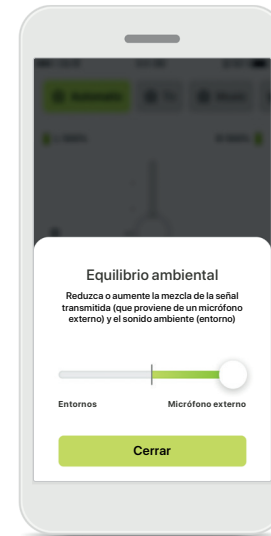 Equilibrio ambiental
Reduzca o aumente la mezcla de la señal
transmitida (que proviene de un micrófono
externo) y el sonido ambiente (entorno)
Entornos Micrófono externo
Cerrar